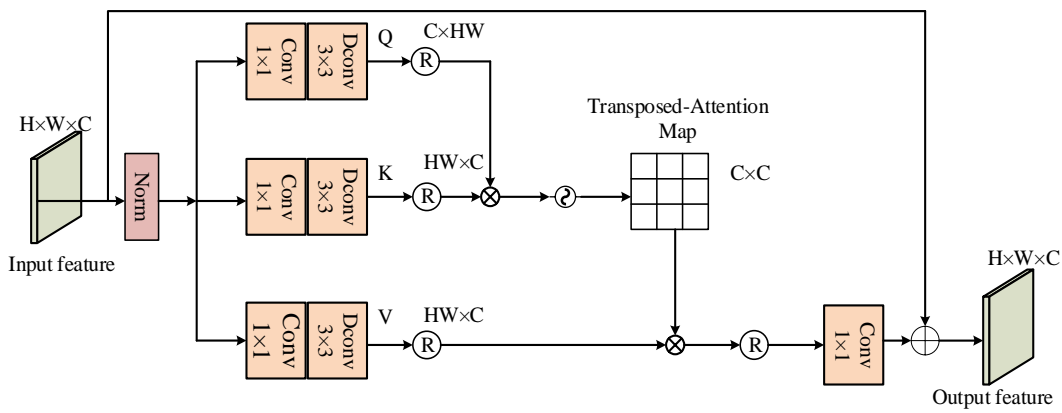 Q
C×HW
Conv
1×1
Dconv
3×3
R
Transposed-Attention
Map
H×W×C
Norm
K
HW×C
Conv
1×1
Dconv
3×3
R
C×C
Input feature
V
HW×C
Conv
1×1
Dconv
3×3
R
R
Conv
1×1
H×W×C
Output feature